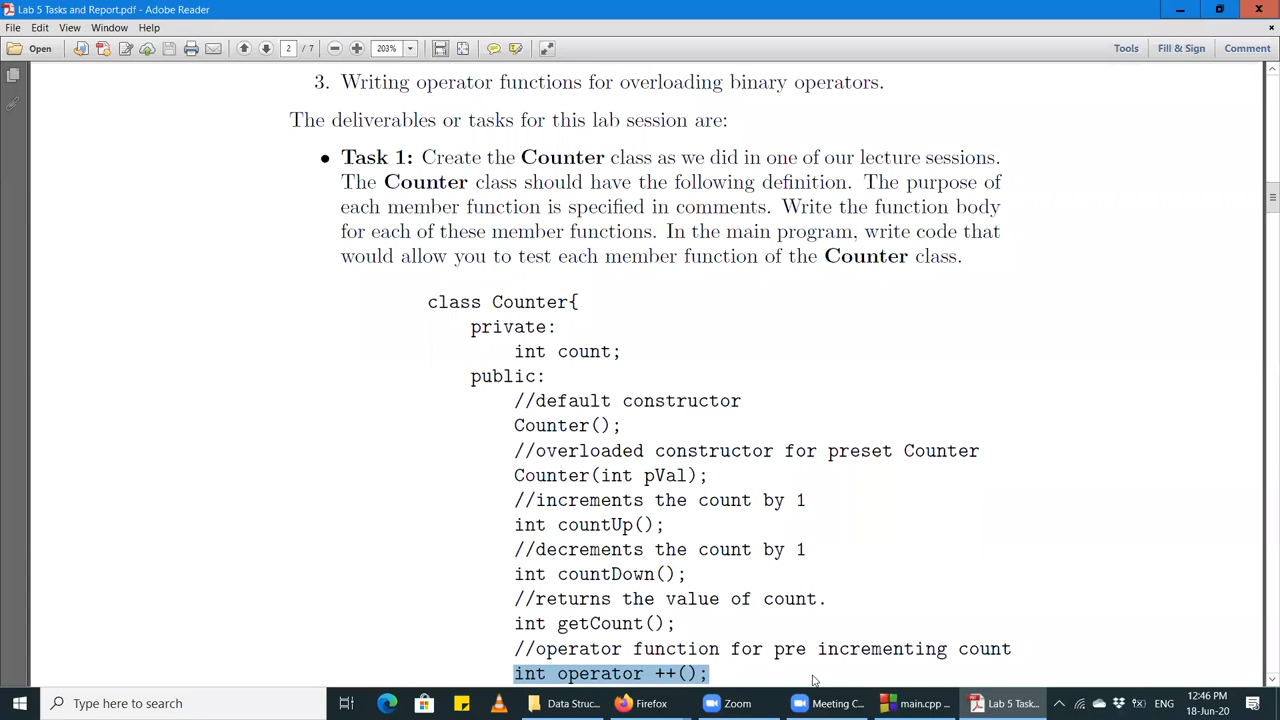 Lab 5 Tasks and Report.pdf - Adobe Reader
File Edit View Window Help
Open 2 / 7 203% Tools Fill & Sign Comment
3. Writing operator functions for overloading binary operators.
The deliverables or tasks for this lab session are:
• Task 1: Create the Counter class as we did in one of our lecture sessions.
The Counter class should have the following definition. The purpose of
each member function is specified in comments. Write the function body
for each of these member functions. In the main program, write code that
would allow you to test each member function of the Counter class.
class Counter{
private:
int count;
public:
//default constructor
Counter();
//overloaded constructor for preset Counter
Counter(int pVal);
//increments the count by 1
int countUp();
//decrements the count by 1
int countDown();
//returns the value of count.
int getCount();
//operator function for pre incrementing count
int operator ++();
Type here to search
Data Struc... Firefox Zoom Meeting C... main.cpp ... Lab 5 Task... ENG
12:46 PM
18-Jun-20